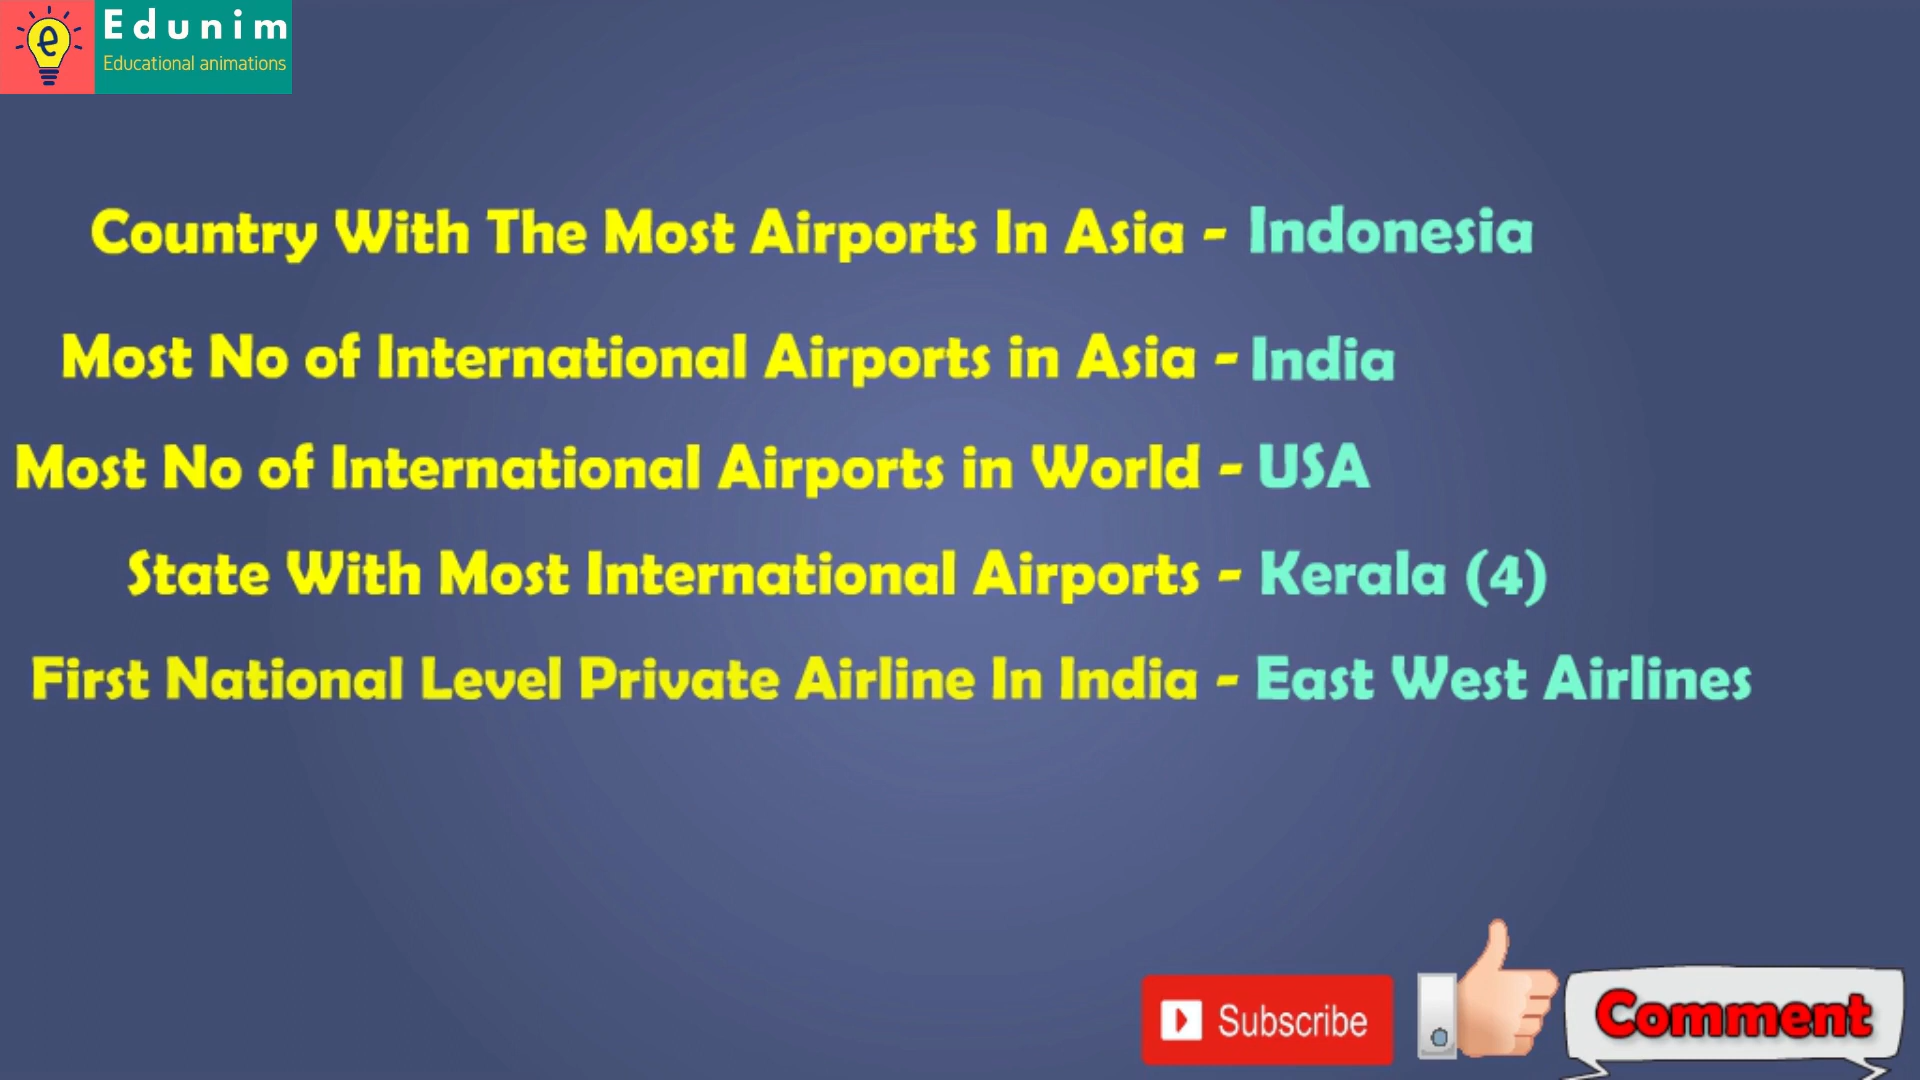 e
Edunim
Educational animations
Country With The Most Airports In Asia - Indonesia
Most No of International Airports in Asia - India
Most No of International Airports in World - USA
State With Most International Airports - Kerala (4)
First National Level Private Airline In India - East West Airlines
Subscribe
Comment